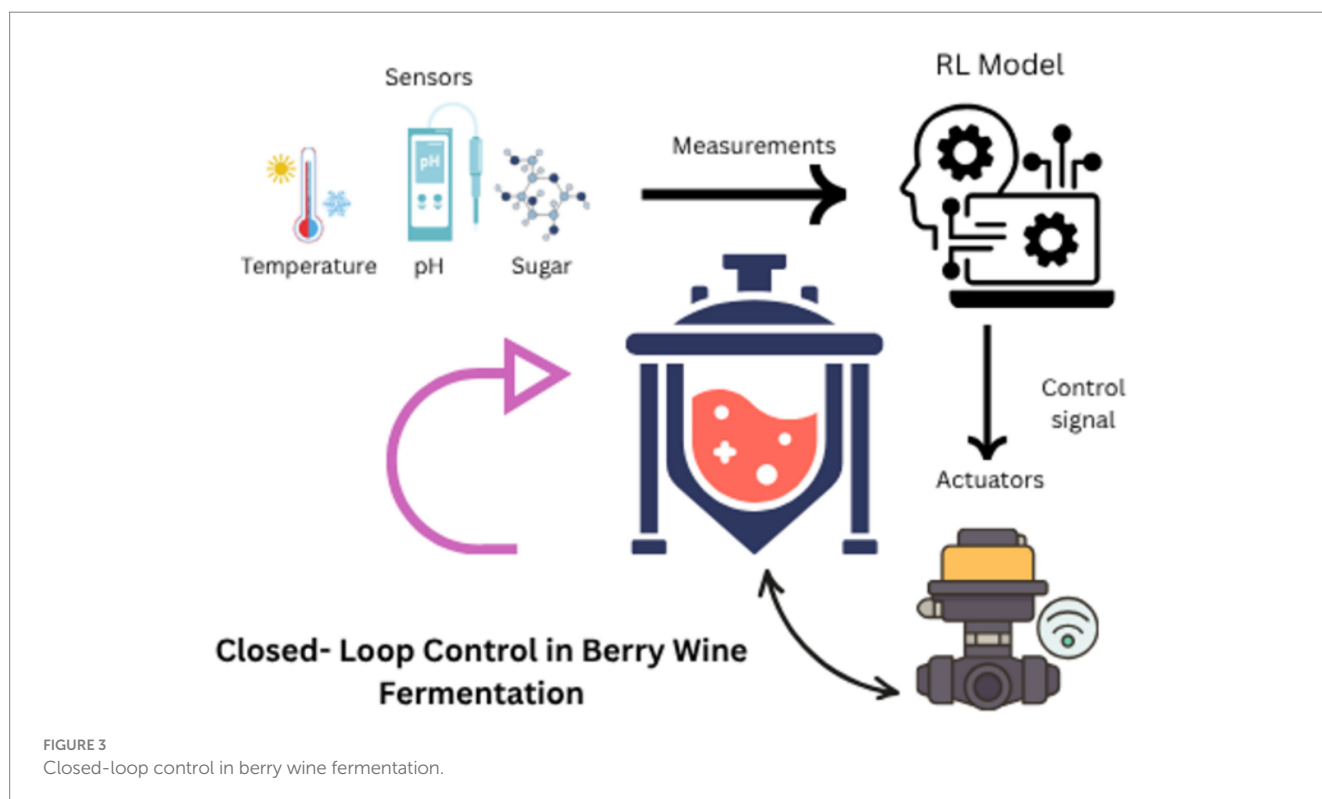 Sensors
RL Model
Measurements
pH
Temperature
pH
Sugar
Control
signal
Actuators
Closed- Loop Control in Berry Wine
Fermentation
FIGURE 3
Closed-loop control in berry wine fermentation.